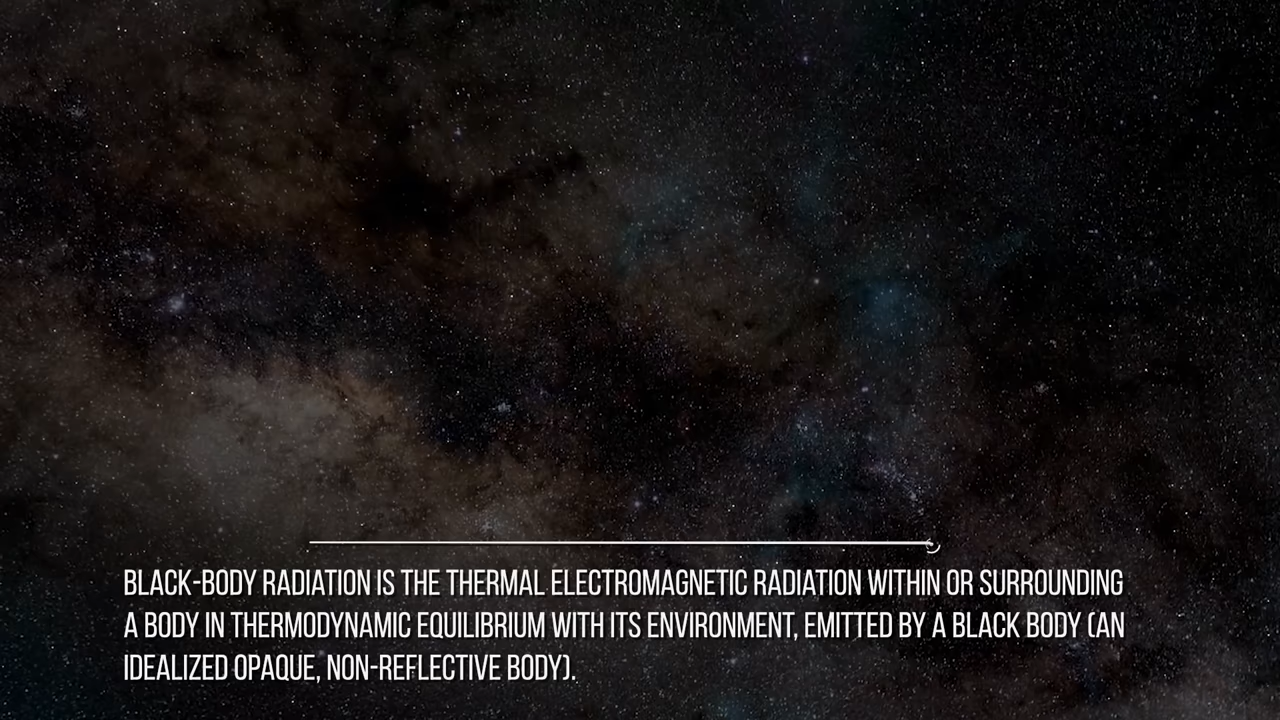 BLACK-BODY RADIATION IS THE THERMAL ELECTROMAGNETIC RADIATION WITHIN OR SURROUNDING
A BODY IN THERMODYNAMIC EQUILIBRIUM WITH ITS ENVIRONMENT, EMITTED BY A BLACK BODY (AN
IDEALIZED OPAQUE, NON-REFLECTIVE BODY).